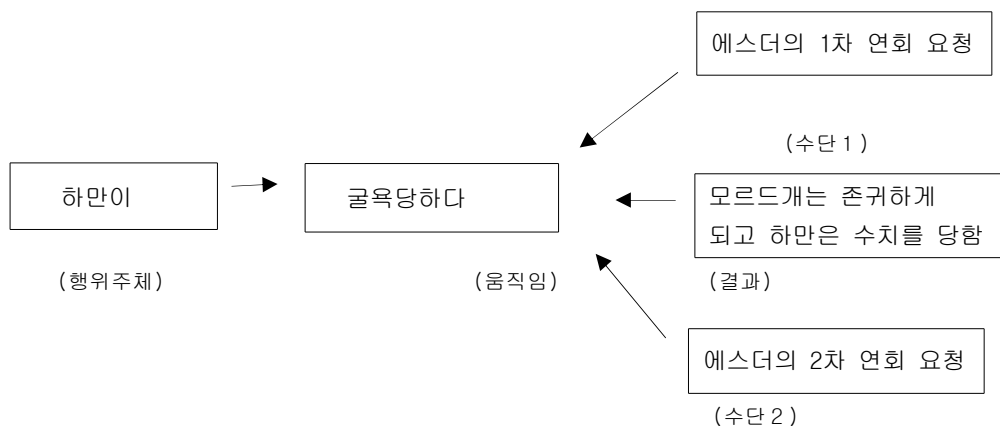 에스더의 1차 연회 요청
(수단1)
하만이
(행위주체)
굴욕당하다
(움직임)
모르드개는 존귀하게
되고 하만은 수치를 당함
(결과)
에스더의 2차 연회 요청
(수단2)